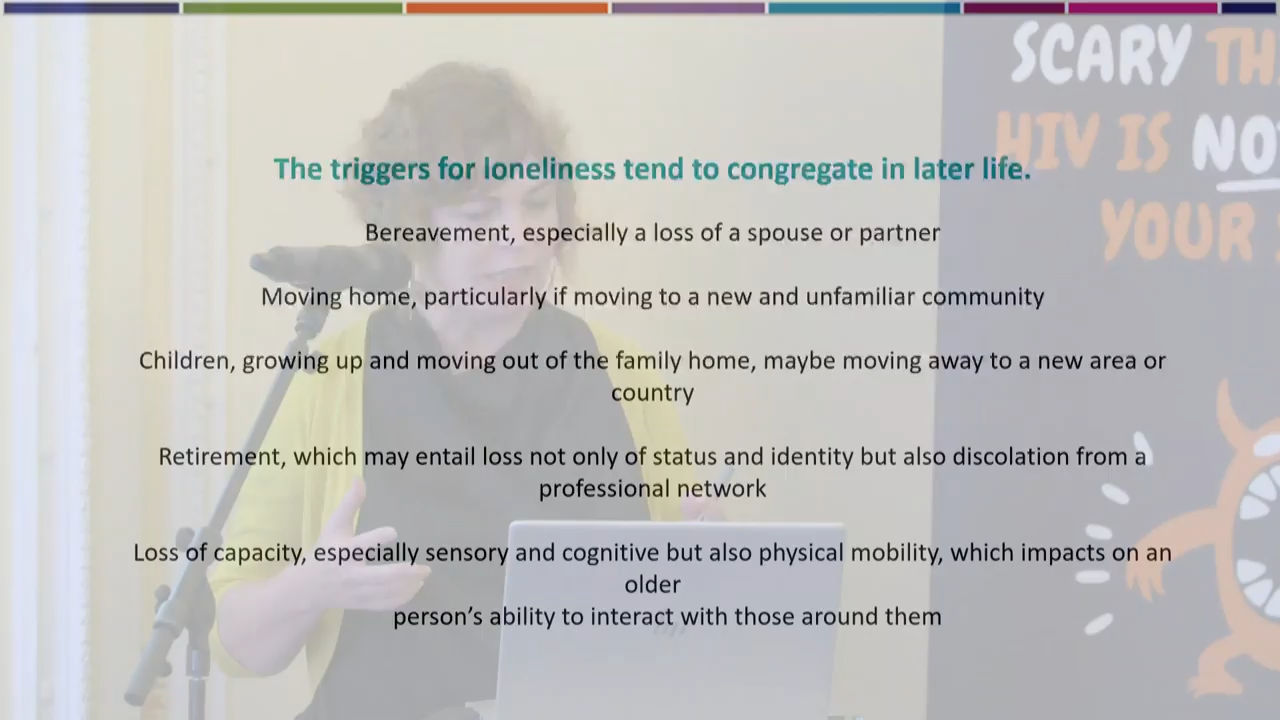 SCARY
HIV IS NO
YOUR
The triggers for loneliness tend to congregate in later life.
Bereavement, especially a loss of a spouse or partner
Moving home, particularly if moving to a new and unfamiliar community
Children, growing up and moving out of the family home, maybe moving away to a new area or
country
Retirement, which may entail loss not only of status and identity but also discolation from a
professional network
Loss of capacity, especially sensory and cognitive but also physical mobility, which impacts on an
older
person's ability to interact with those around them